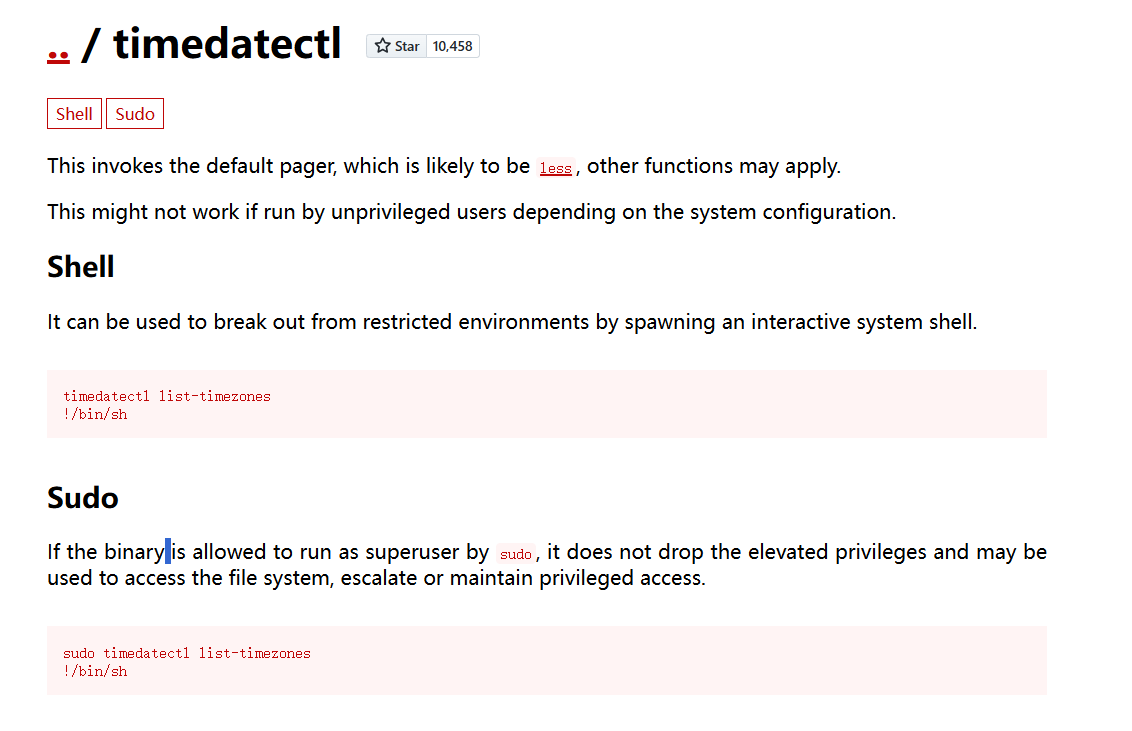 .. / timedatectl Star 10,458
Shell Sudo
This invokes the default pager, which is likely to be less, other functions may apply.
This might not work if run by unprivileged users depending on the system configuration.
Shell
It can be used to break out from restricted environments by spawning an interactive system shell.
timedatectl list-timezones
!/bin/sh
Sudo
If the binary is allowed to run as superuser by sudo, it does not drop the elevated privileges and may be
used to access the file system, escalate or maintain privileged access.
sudo timedatectl list-timezones
!/bin/sh